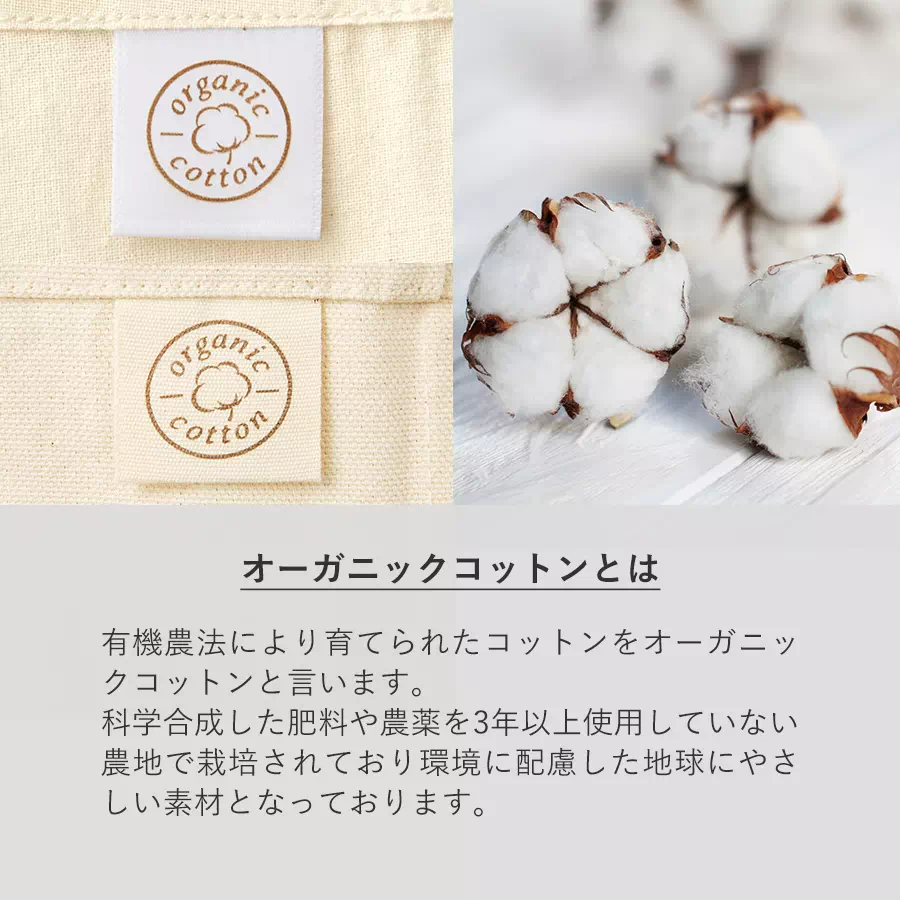 organic
cotton
organic
cotton
オーガニックコットンとは
有機農法により育てられたコットンをオーガニッ
クコットンと言います。
科学合成した肥料や農薬を3年以上使用していない
農地で栽培されており環境に配慮した地球にやさ
しい素材となっております。